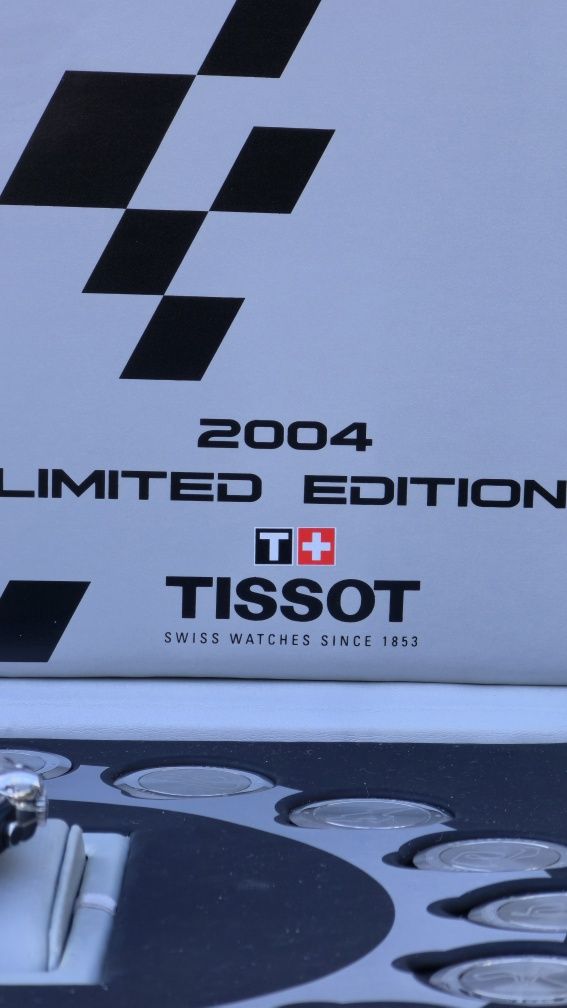 2004
LIMITED EDITION
T+
TISSOT
SWISS WATCHES SINCE 1853